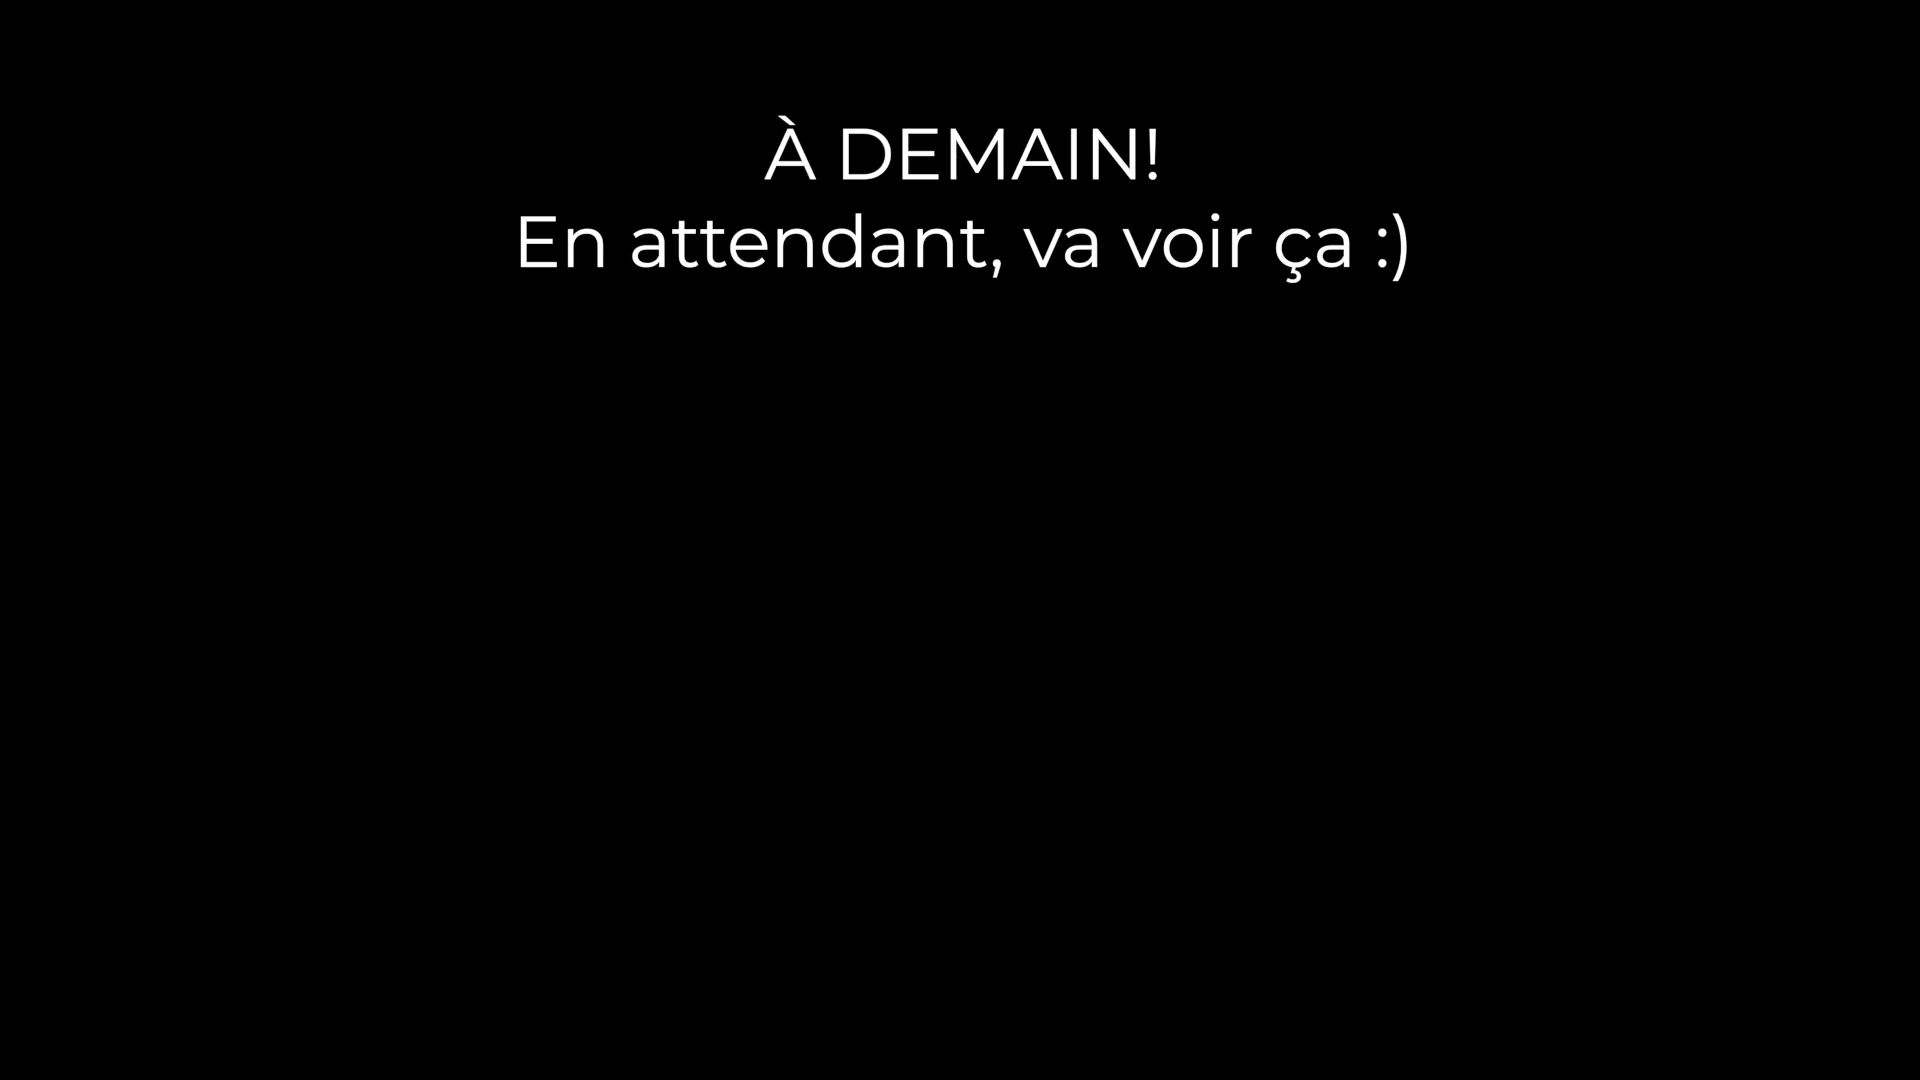 À DEMAIN!
En attendant, va voir ça :)